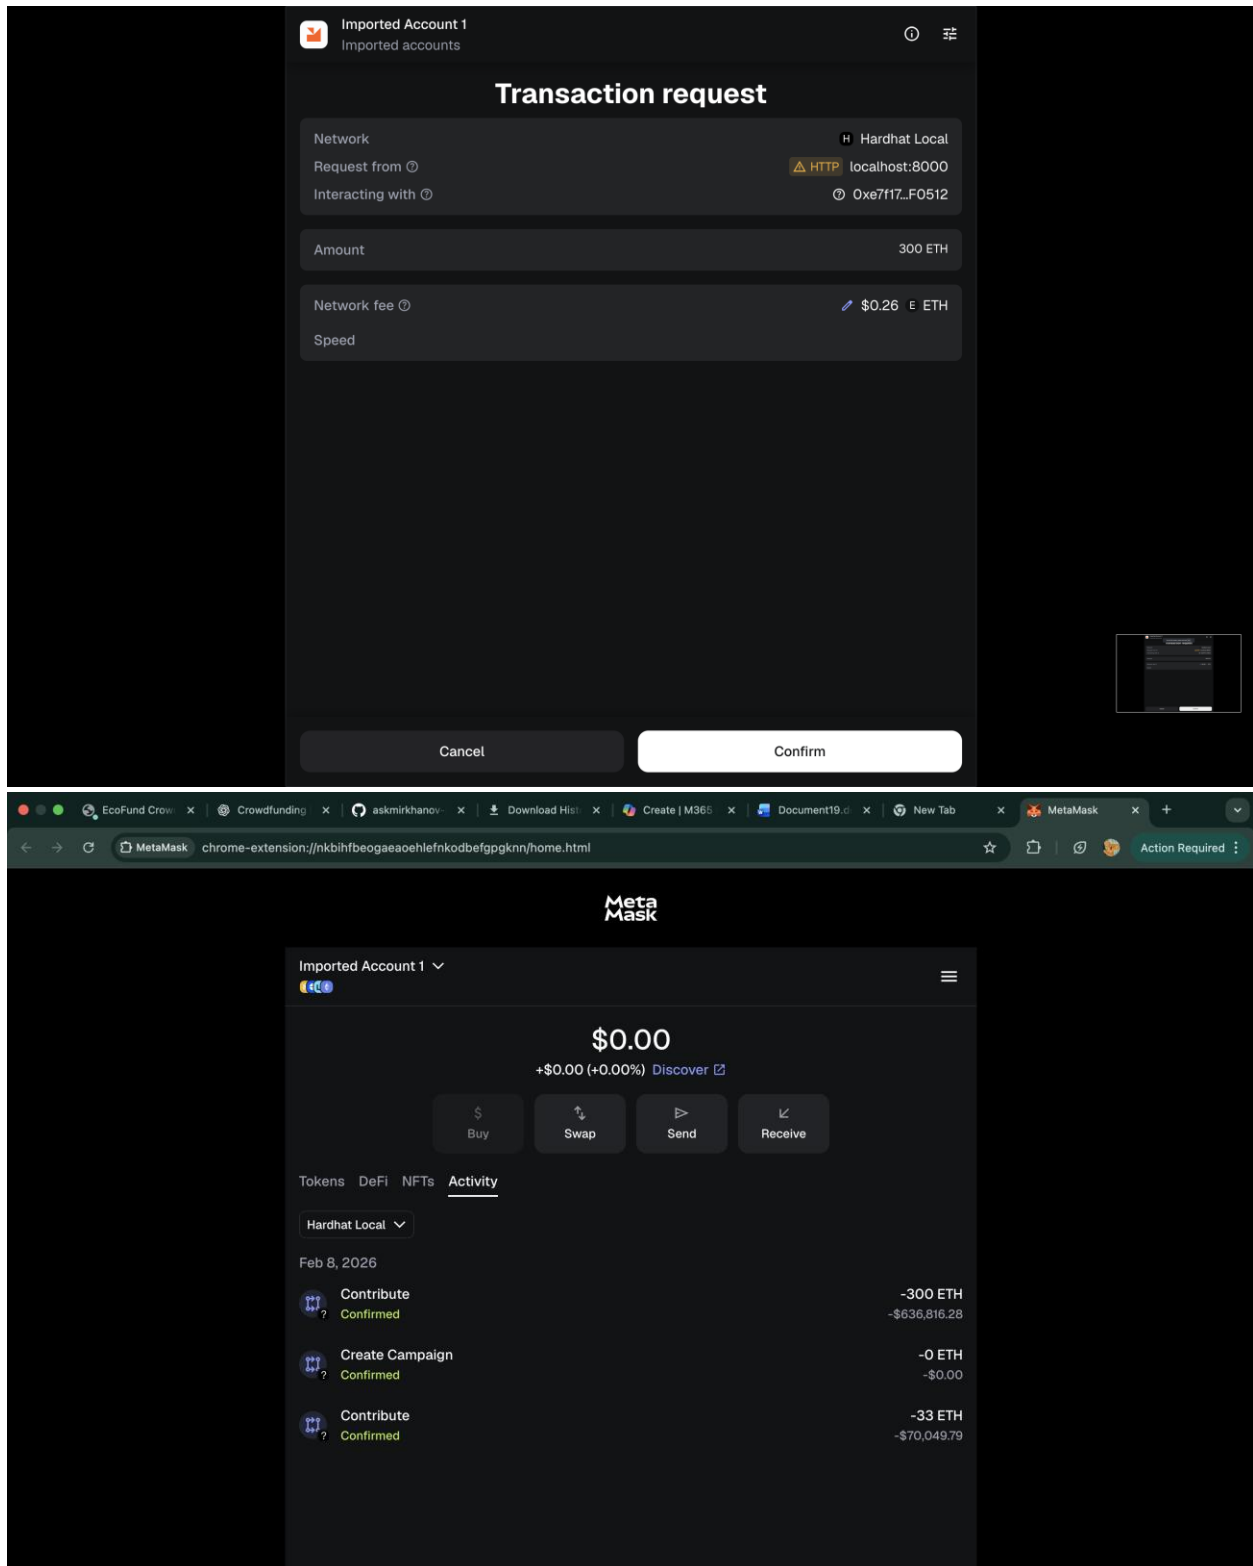 Imported Account 1
Imported accounts
Transaction request
Network H Hardhat Local
Request from HTTP localhost:8000
Interacting with 0xe7f17...F0512
Amount 300 ETH
Network fee $0.26 E ETH
Speed
Cancel Confirm
EcoFund Crow Crowdfunding askmirkhanov- Download Hist Create | M365 Document19.d New Tab MetaMask
MetaMask chrome-extension://nkbihfbeogaeaoehlefnkodbefgpgknn/home.html Action Required
Meta
Mask
Imported Account 1
$0.00
+$0.00 (+0.00%) Discover
$
Buy Swap Send Receive
Tokens DeFi NFTs Activity
Hardhat Local
Feb 8, 2026
Contribute -300 ETH
Confirmed -$636,816.28
Create Campaign -0 ETH
Confirmed -$0.00
Contribute -33 ETH
Confirmed -$70,049.79